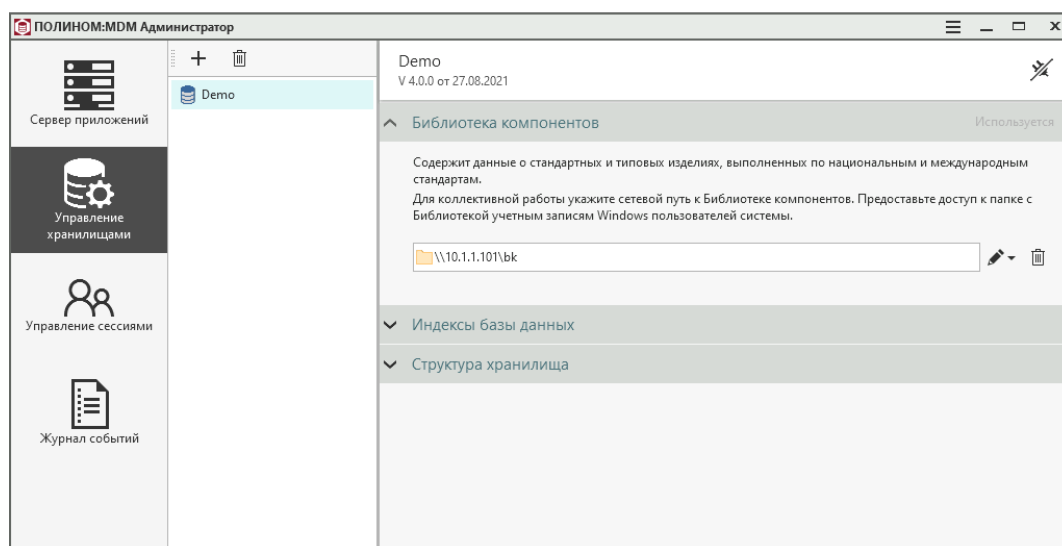 ПОЛИНОМ:MDM Администратор
Сервер приложений
Управление
хранилищами
Управление сессиями
Журнал событий
Demo
Demo
V 4.0.0 от 27.08.2021
Библиотека компонентов
Используется
Содержит данные о стандартных и типовых изделиях, выполненных по национальным и международным
стандартам.
Для коллективной работы укажите сетевой путь к Библиотеке компонентов. Предоставьте доступ к папке с
Библиотекой учетным записям Windows пользователей системы.
\\10.1.1.101\bk
Индексы базы данных
Структура хранилища